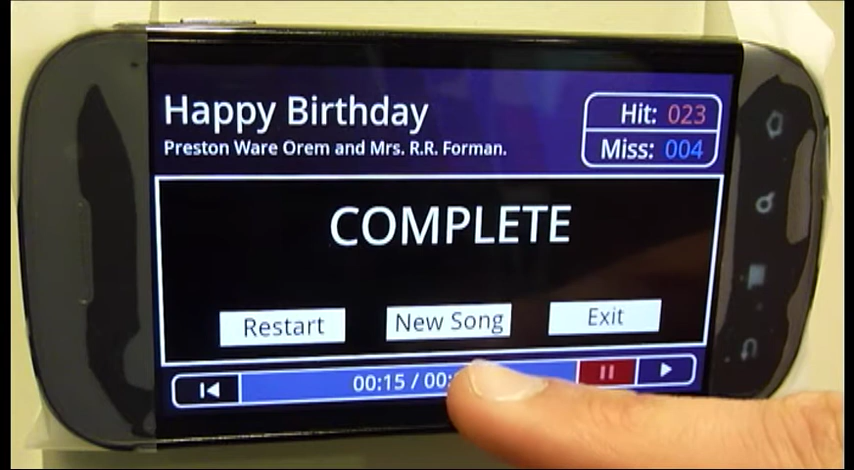 Happy Birthday
Preston Ware Orem and Mrs. R.R. Forman.
Hit: 023
Miss: 004
COMPLETE
Restart
New Song
Exit
00:15 / 00: